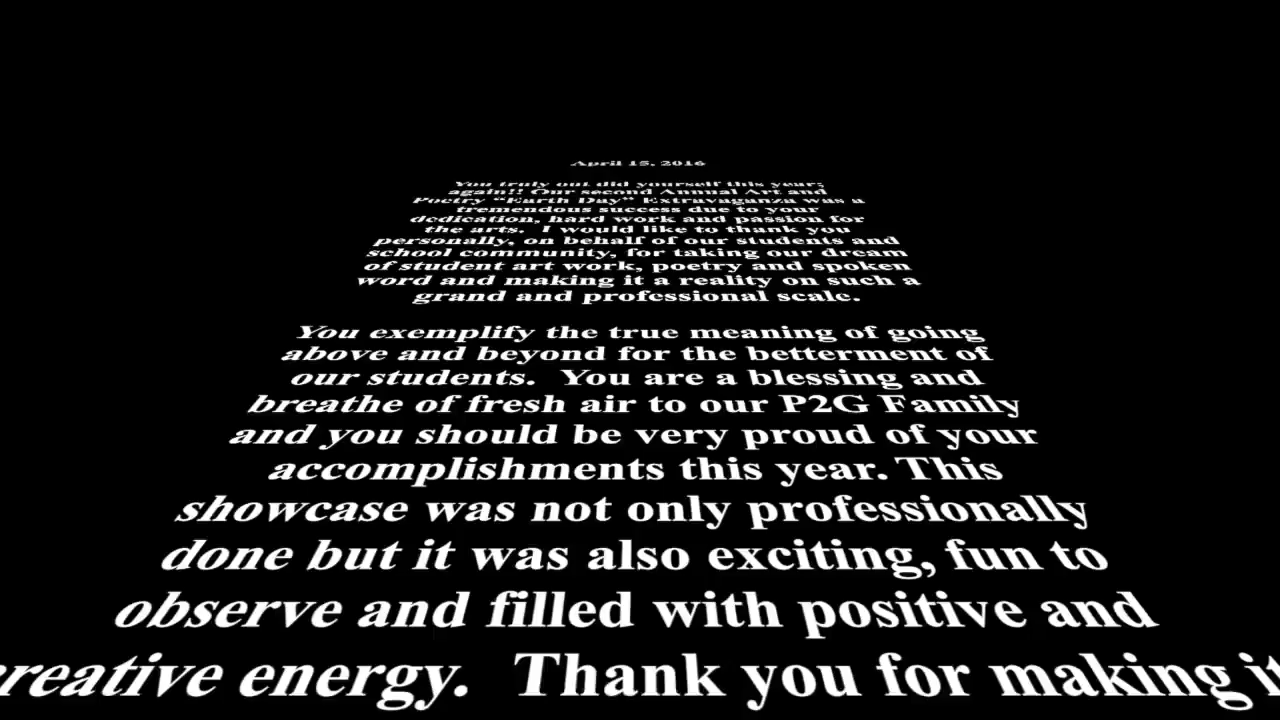 April 15, 2016
You truly out did yourself this year;
again!! Our second Annual Art and
Poetry “Earth Day” Extravaganza was a
tremendous success due to your
dedication, hard work and passion for
the arts.  I would like to thank you
personally, on behalf of our students and
school community, for taking our dream
of student art work, poetry and spoken
word and making it a reality on such a
grand and professional scale.
You exemplify the true meaning of going
above and beyond for the betterment of
our students.  You are a blessing and
breathe of fresh air to our P2G Family
and you should be very proud of your
accomplishments this year. This
showcase was not only professionally
done but it was also exciting, fun to
observe and filled with positive and
creative energy.  Thank you for making it